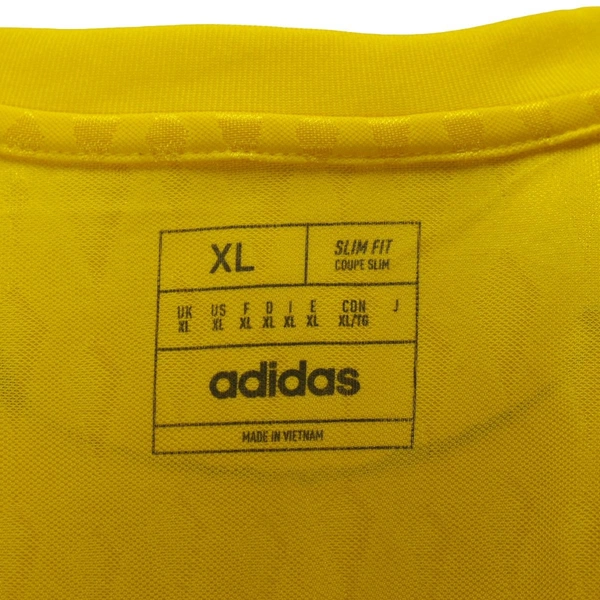 XL
SLIM FIT
COUPE SLIM
UK US F D I E CDN J
XL XL XL XL XL XL XL/TG
adidas
MADE IN VIETNAM